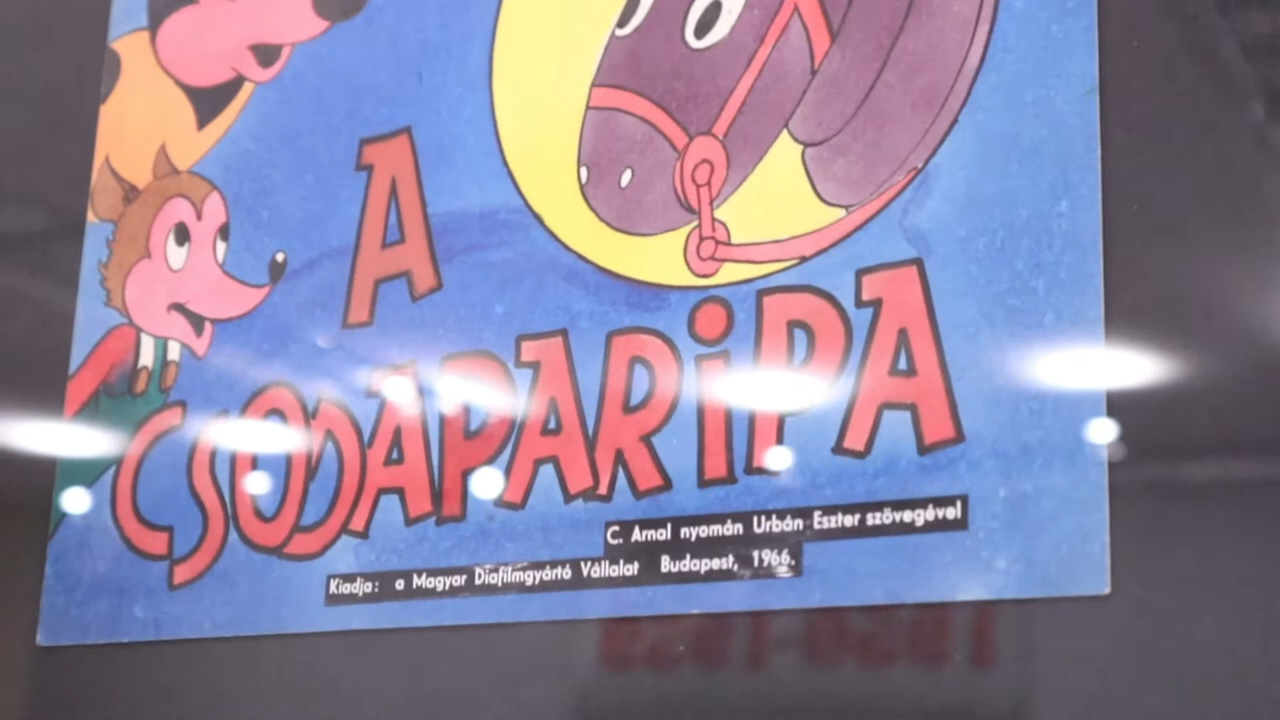 A
CSODAPARiPA
C. Arnal nyomán Urbán Eszter szövegével
Kiadja: a Magyar Diafilmgyártó Vállalat Budapest, 1966.